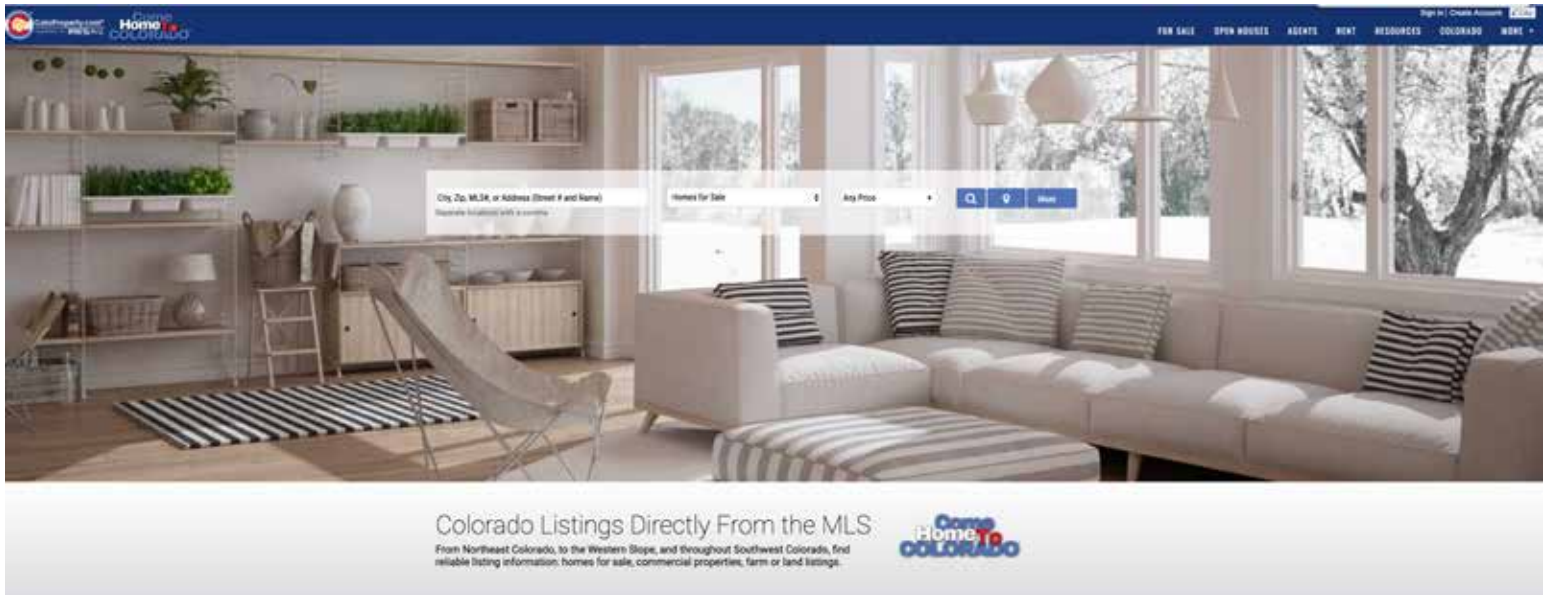 ColoProperty.com
Come
Home To
COLORADO
Sign In | Create Account
FOR SALE OPEN HOUSES AGENTS RENT RESOURCES COLORADO MORE
City, Zip, MLS#, or Address (Street # and Name) Homes for Sale Any Price More
Separate locations with a comma
Colorado Listings Directly From the MLS
From Northeast Colorado, to the Western Slope, and throughout Southwest Colorado, find
reliable listing information: homes for sale, commercial properties, farm or land listings.
Come
Home To
COLORADO